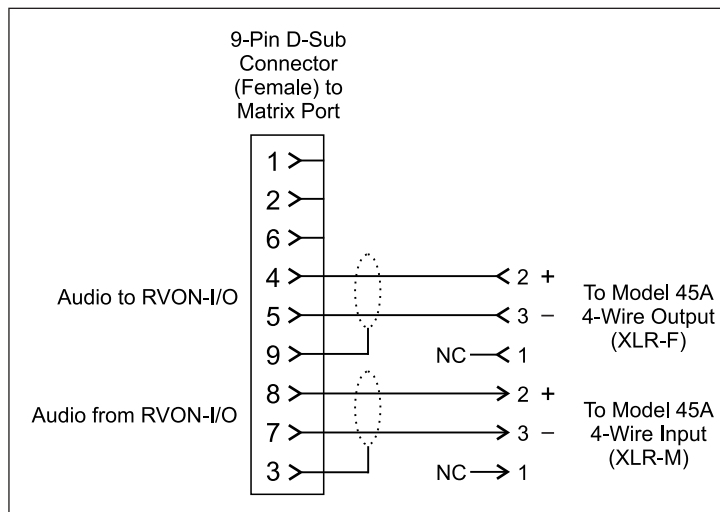 9-Pin D-Sub
Connector
(Female) to
Matrix Port
1
2
6
4
5
9
8
7
3
Audio to RVON-I/O
Audio from RVON-I/O
2 +
3 –
NC 1
To Model 45A
4-Wire Output
(XLR-F)
2 +
3 –
NC 1
To Model 45A
4-Wire Input
(XLR-M)